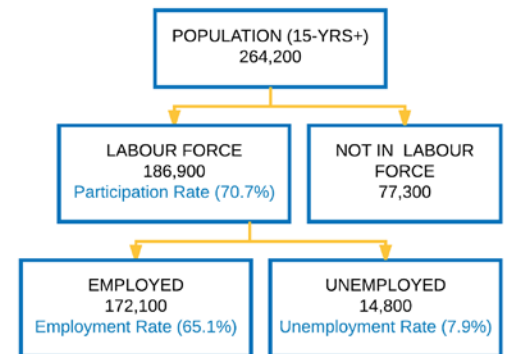 POPULATION (15-YRS+)
264,200
LABOUR FORCE
186,900
Participation Rate (70.7%)
NOT IN LABOUR
FORCE
77,300
EMPLOYED
172,100
Employment Rate (65.1%)
UNEMPLOYED
14,800
Unemployment Rate (7.9%)